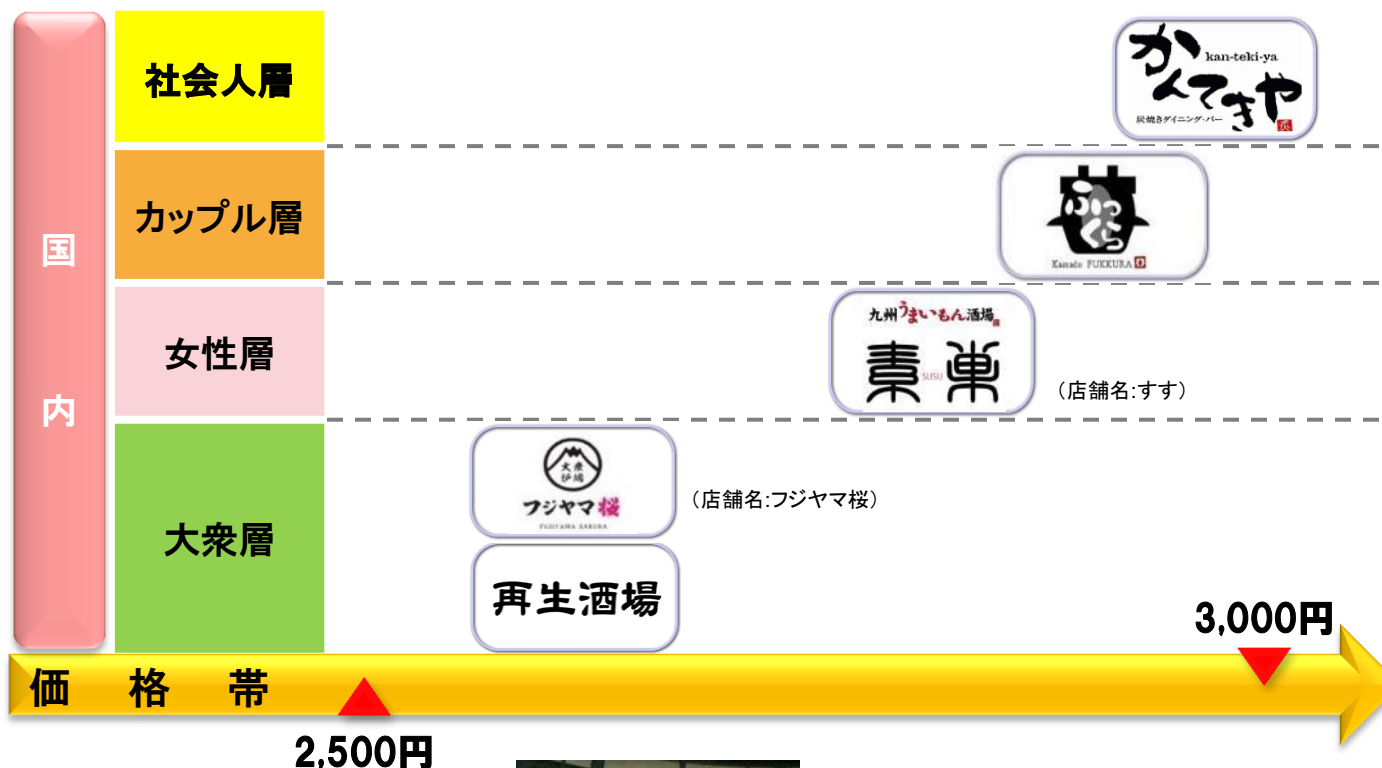 国内
社会人層
かんてきや
kan-teki-ya
炭焼きダイニング・バー
カップル層
ふっくら
Kamado FUKKURA
女性層
九州うまいもん酒場
素巣
SUSU
（店舗名:すす）
大衆層
大衆
炉端
フジヤマ桜
FUJIYAMA SAKURA
（店舗名:フジヤマ桜）
再生酒場
3,000円
価格帯
2,500円